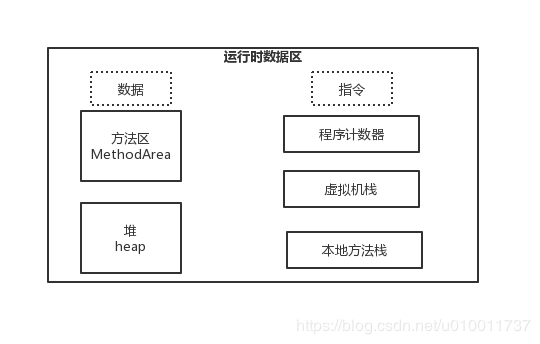 运行时数据区
数据
指令
方法区
MethodArea
程序计数器
虚拟机栈
堆
heap
本地方法栈
https://blog.csdn.net/u010011737